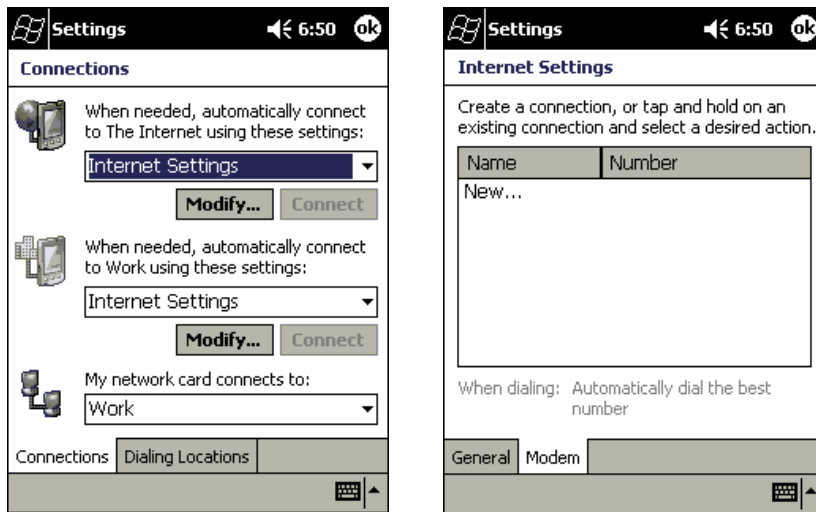 Settings 6:50 ok
Connections
When needed, automatically connect
to The Internet using these settings:
Internet Settings
Modify... Connect
When needed, automatically connect
to Work using these settings:
Internet Settings
Modify... Connect
My network card connects to:
Work
Connections Dialing Locations
Settings 6:50 ok
Internet Settings
Create a connection, or tap and hold on an
existing connection and select a desired action.
Name Number
New...
When dialing: Automatically dial the best
number
General Modem